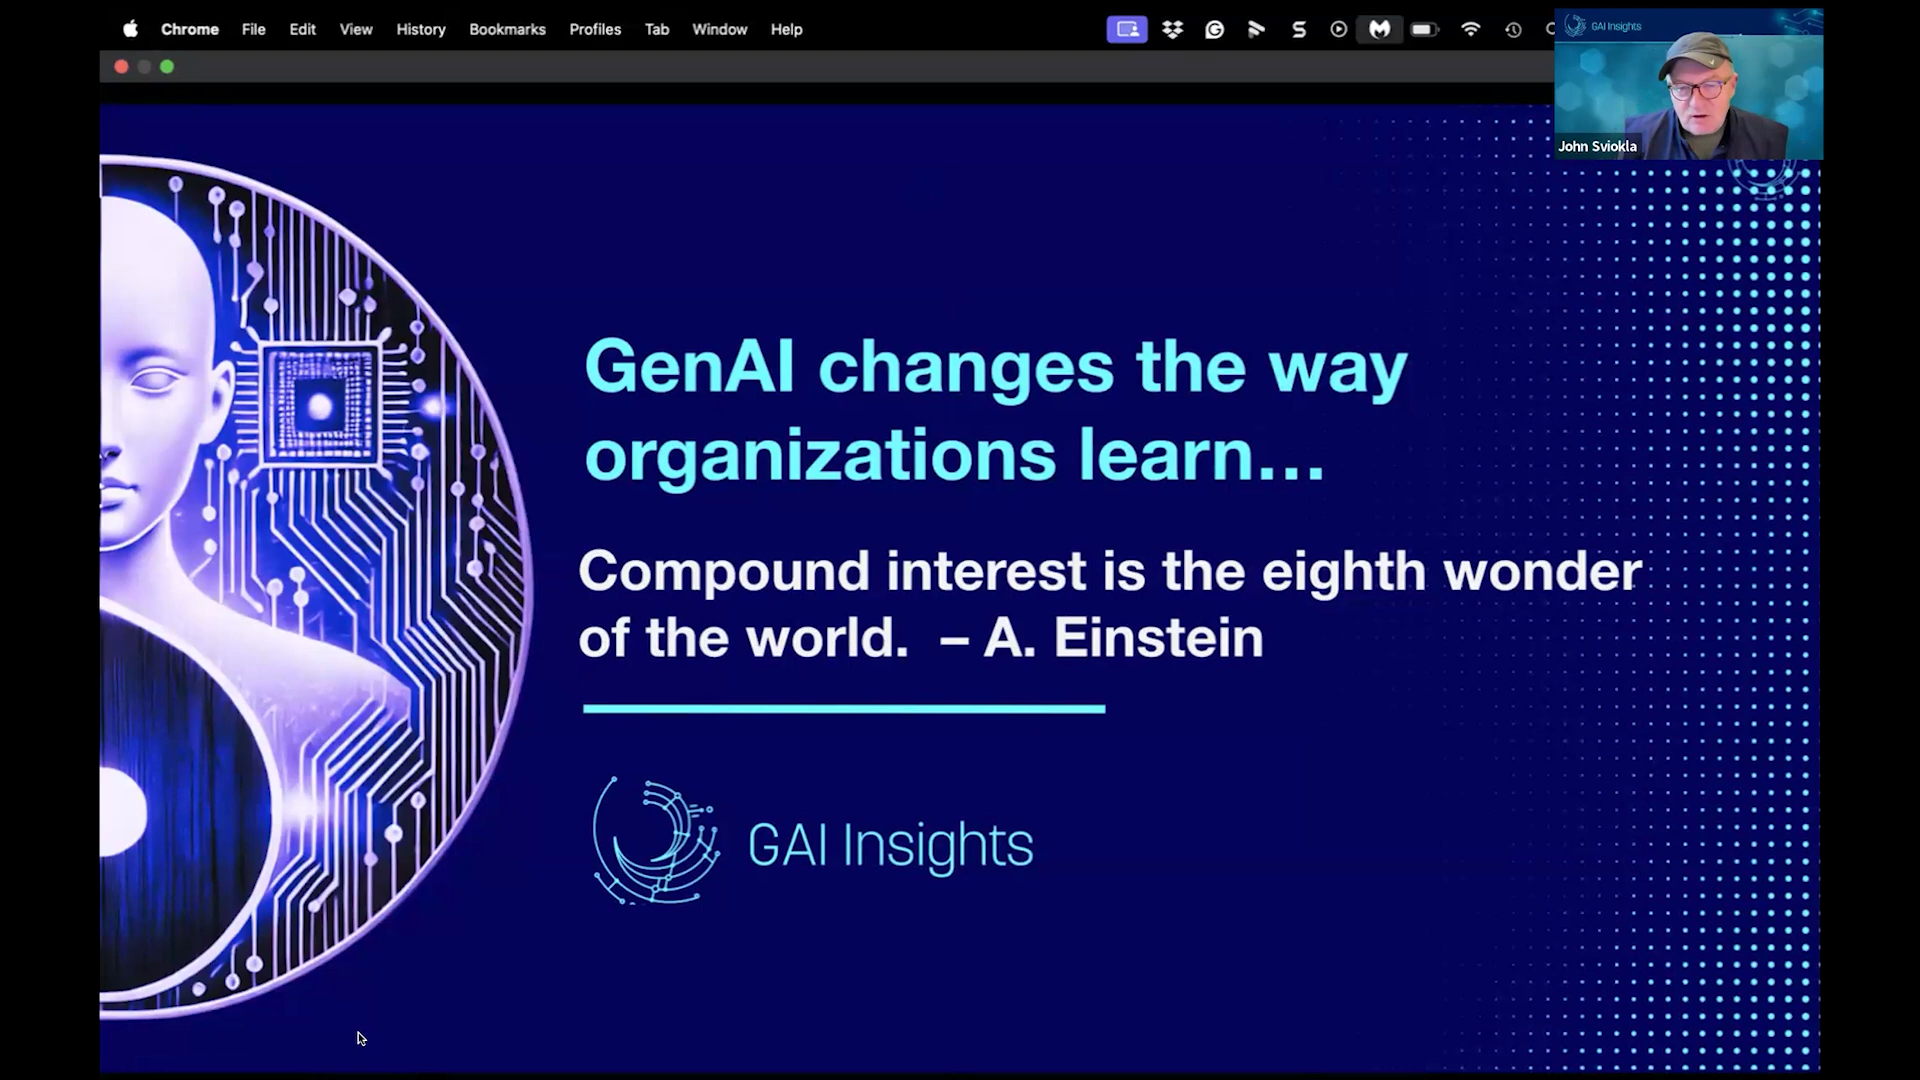 Chrome File Edit View History Bookmarks Profiles Tab Window Help
GAI Insights
John Sviokla
GenAI changes the way
organizations learn...
Compound interest is the eighth wonder
of the world. – A. Einstein
GAI Insights